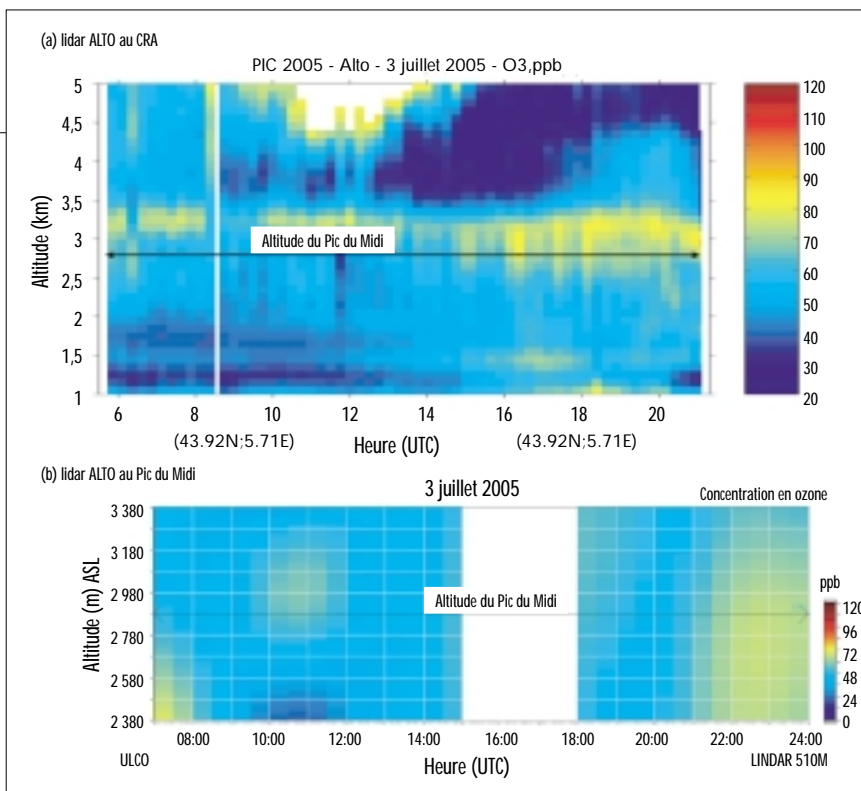 (a) lidar ALTO au CRA
PIC 2005 - Alto - 3 juillet 2005 - O3,ppb
5
4,5
4
3,5
3
2,5
2
1,5
1
Altitude (km)
Altitude du Pic du Midi
6 8 10 12 14 16 18 20
(43.92N;5.71E) Heure (UTC) (43.92N;5.71E)
120
110
100
90
80
70
60
50
40
30
20
(b) lidar ALTO au Pic du Midi
3 juillet 2005
Concentration en ozone
3 380
3 180
2 980
2 780
2 580
2 380
Altitude (m) ASL
Altitude du Pic du Midi
ppb
120
96
72
48
24
0
08:00 10:00 12:00 14:00 16:00 18:00 20:00 22:00 24:00
ULCO Heure (UTC) LINDAR 510M